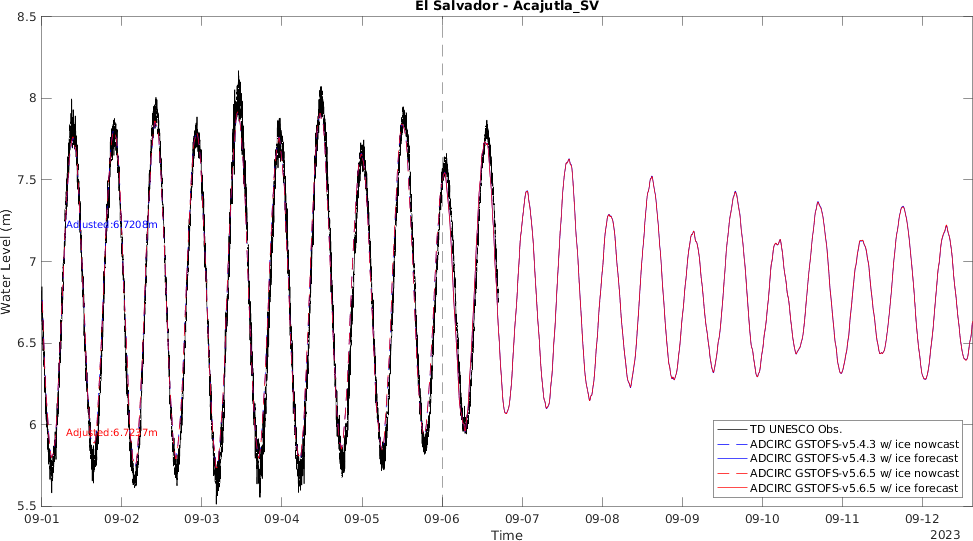 El Salvador - Acajutla_SV
8.5
8
7.5
7
6.5
6
5.5
Water Level (m)
Adjusted:6.7208m
Adjusted:6.7237m
TD UNESCO Obs.
ADCIRC GSTOFS-v5.4.3 w/ ice nowcast
ADCIRC GSTOFS-v5.4.3 w/ ice forecast
ADCIRC GSTOFS-v5.6.5 w/ ice nowcast
ADCIRC GSTOFS-v5.6.5 w/ ice forecast
09-01 09-02 09-03 09-04 09-05 09-06 09-07 09-08 09-09 09-10 09-11 09-12
Time
2023